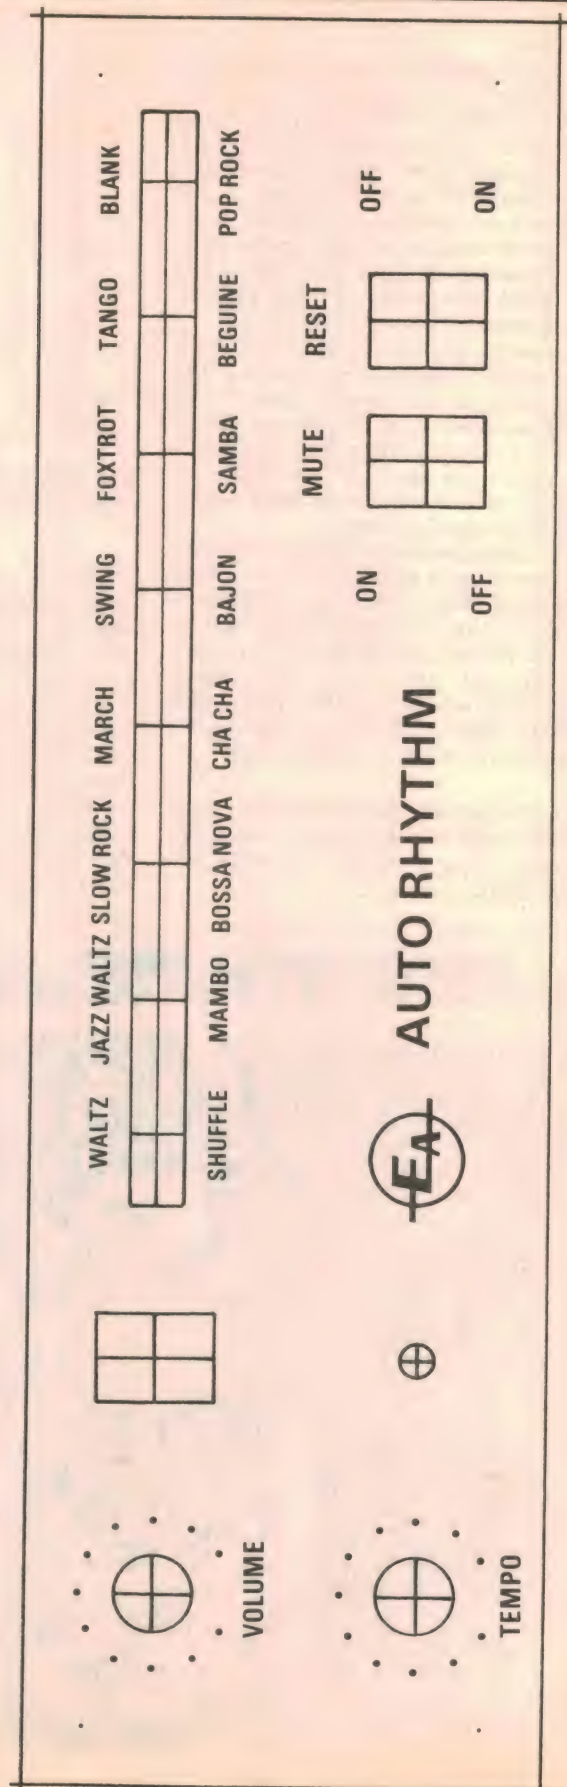 WALTZ JAZZ WALTZ SLOW ROCK MARCH SWING FOXTROT TANGO BLANK
SHUFFLE MAMBO BOSSA NOVA CHA CHA BAJON SAMBA BEGUINE POP ROCK
VOLUME
MUTE RESET
ON OFF
OFF ON
EA AUTO RHYTHM
TEMPO